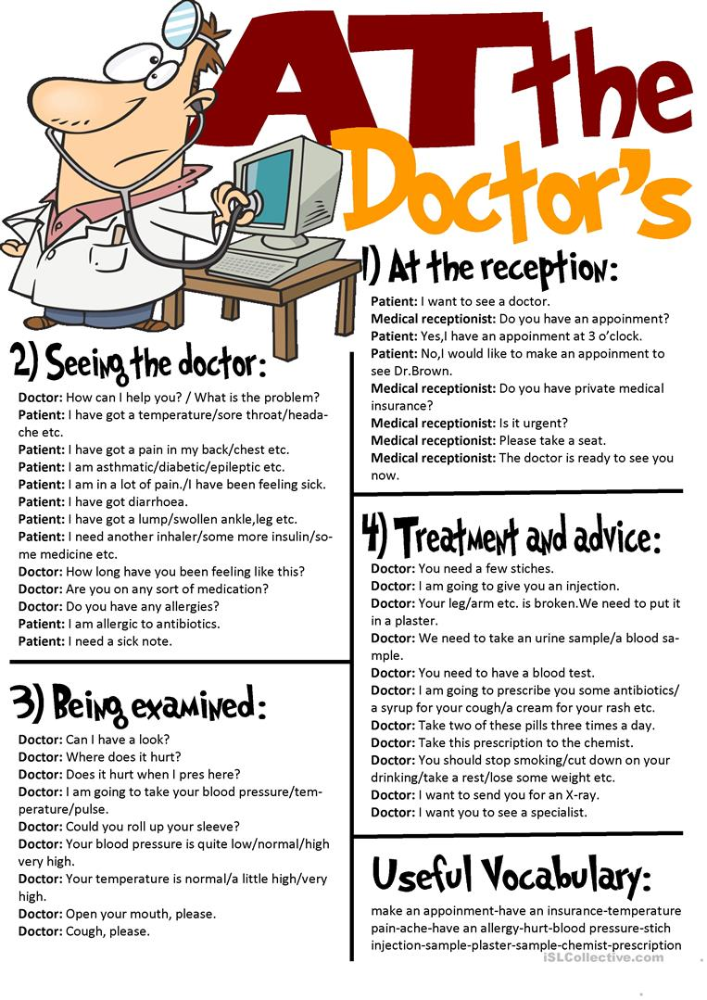 AT the
Doctor's
1) At the reception:
Patient: I want to see a doctor.
Medical receptionist: Do you have an appoinment?
Patient: Yes,I have an appoinment at 3 o'clock.
Patient: No,I would like to make an appoinment to
see Dr.Brown.
Medical receptionist: Do you have private medical
insurance?
Medical receptionist: Is it urgent?
Medical receptionist: Please take a seat.
Medical receptionist: The doctor is ready to see you
now.
2) Seeing the doctor:
Doctor: How can I help you? / What is the problem?
Patient: I have got a temperature/sore throat/heada-
che etc.
Patient: I have got a pain in my back/chest etc.
Patient: I am asthmatic/diabetic/epileptic etc.
Patient: I am in a lot of pain./I have been feeling sick.
Patient: I have got diarrhoea.
Patient: I have got a lump/swollen ankle,leg etc.
Patient: I need another inhaler/some more insulin/so-
me medicine etc.
Doctor: How long have you been feeling like this?
Doctor: Are you on any sort of medication?
Doctor: Do you have any allergies?
Patient: I am allergic to antibiotics.
Patient: I need a sick note.
3) Being examined:
Doctor: Can I have a look?
Doctor: Where does it hurt?
Doctor: Does it hurt when I pres here?
Doctor: I am going to take your blood pressure/tem-
perature/pulse.
Doctor: Could you roll up your sleeve?
Doctor: Your blood pressure is quite low/normal/high
very high.
Doctor: Your temperature is normal/a little high/very
high.
Doctor: Open your mouth, please.
Doctor: Cough, please.
4) Treatment and advice:
Doctor: You need a few stiches.
Doctor: I am going to give you an injection.
Doctor: Your leg/arm etc. is broken.We need to put it
in a plaster.
Doctor: We need to take an urine sample/a blood sa-
mple.
Doctor: You need to have a blood test.
Doctor: I am going to prescribe you some antibiotics/
a syrup for your cough/a cream for your rash etc.
Doctor: Take two of these pills three times a day.
Doctor: Take this prescription to the chemist.
Doctor: You should stop smoking/cut down on your
drinking/take a rest/lose some weight etc.
Doctor: I want to send you for an X-ray.
Doctor: I want you to see a specialist.
Useful Vocabulary:
make an appoinment-have an insurance-temperature
pain-ache-have an allergy-hurt-blood pressure-stich
injection-sample-plaster-sample-chemist-prescription
iSLCollective.com